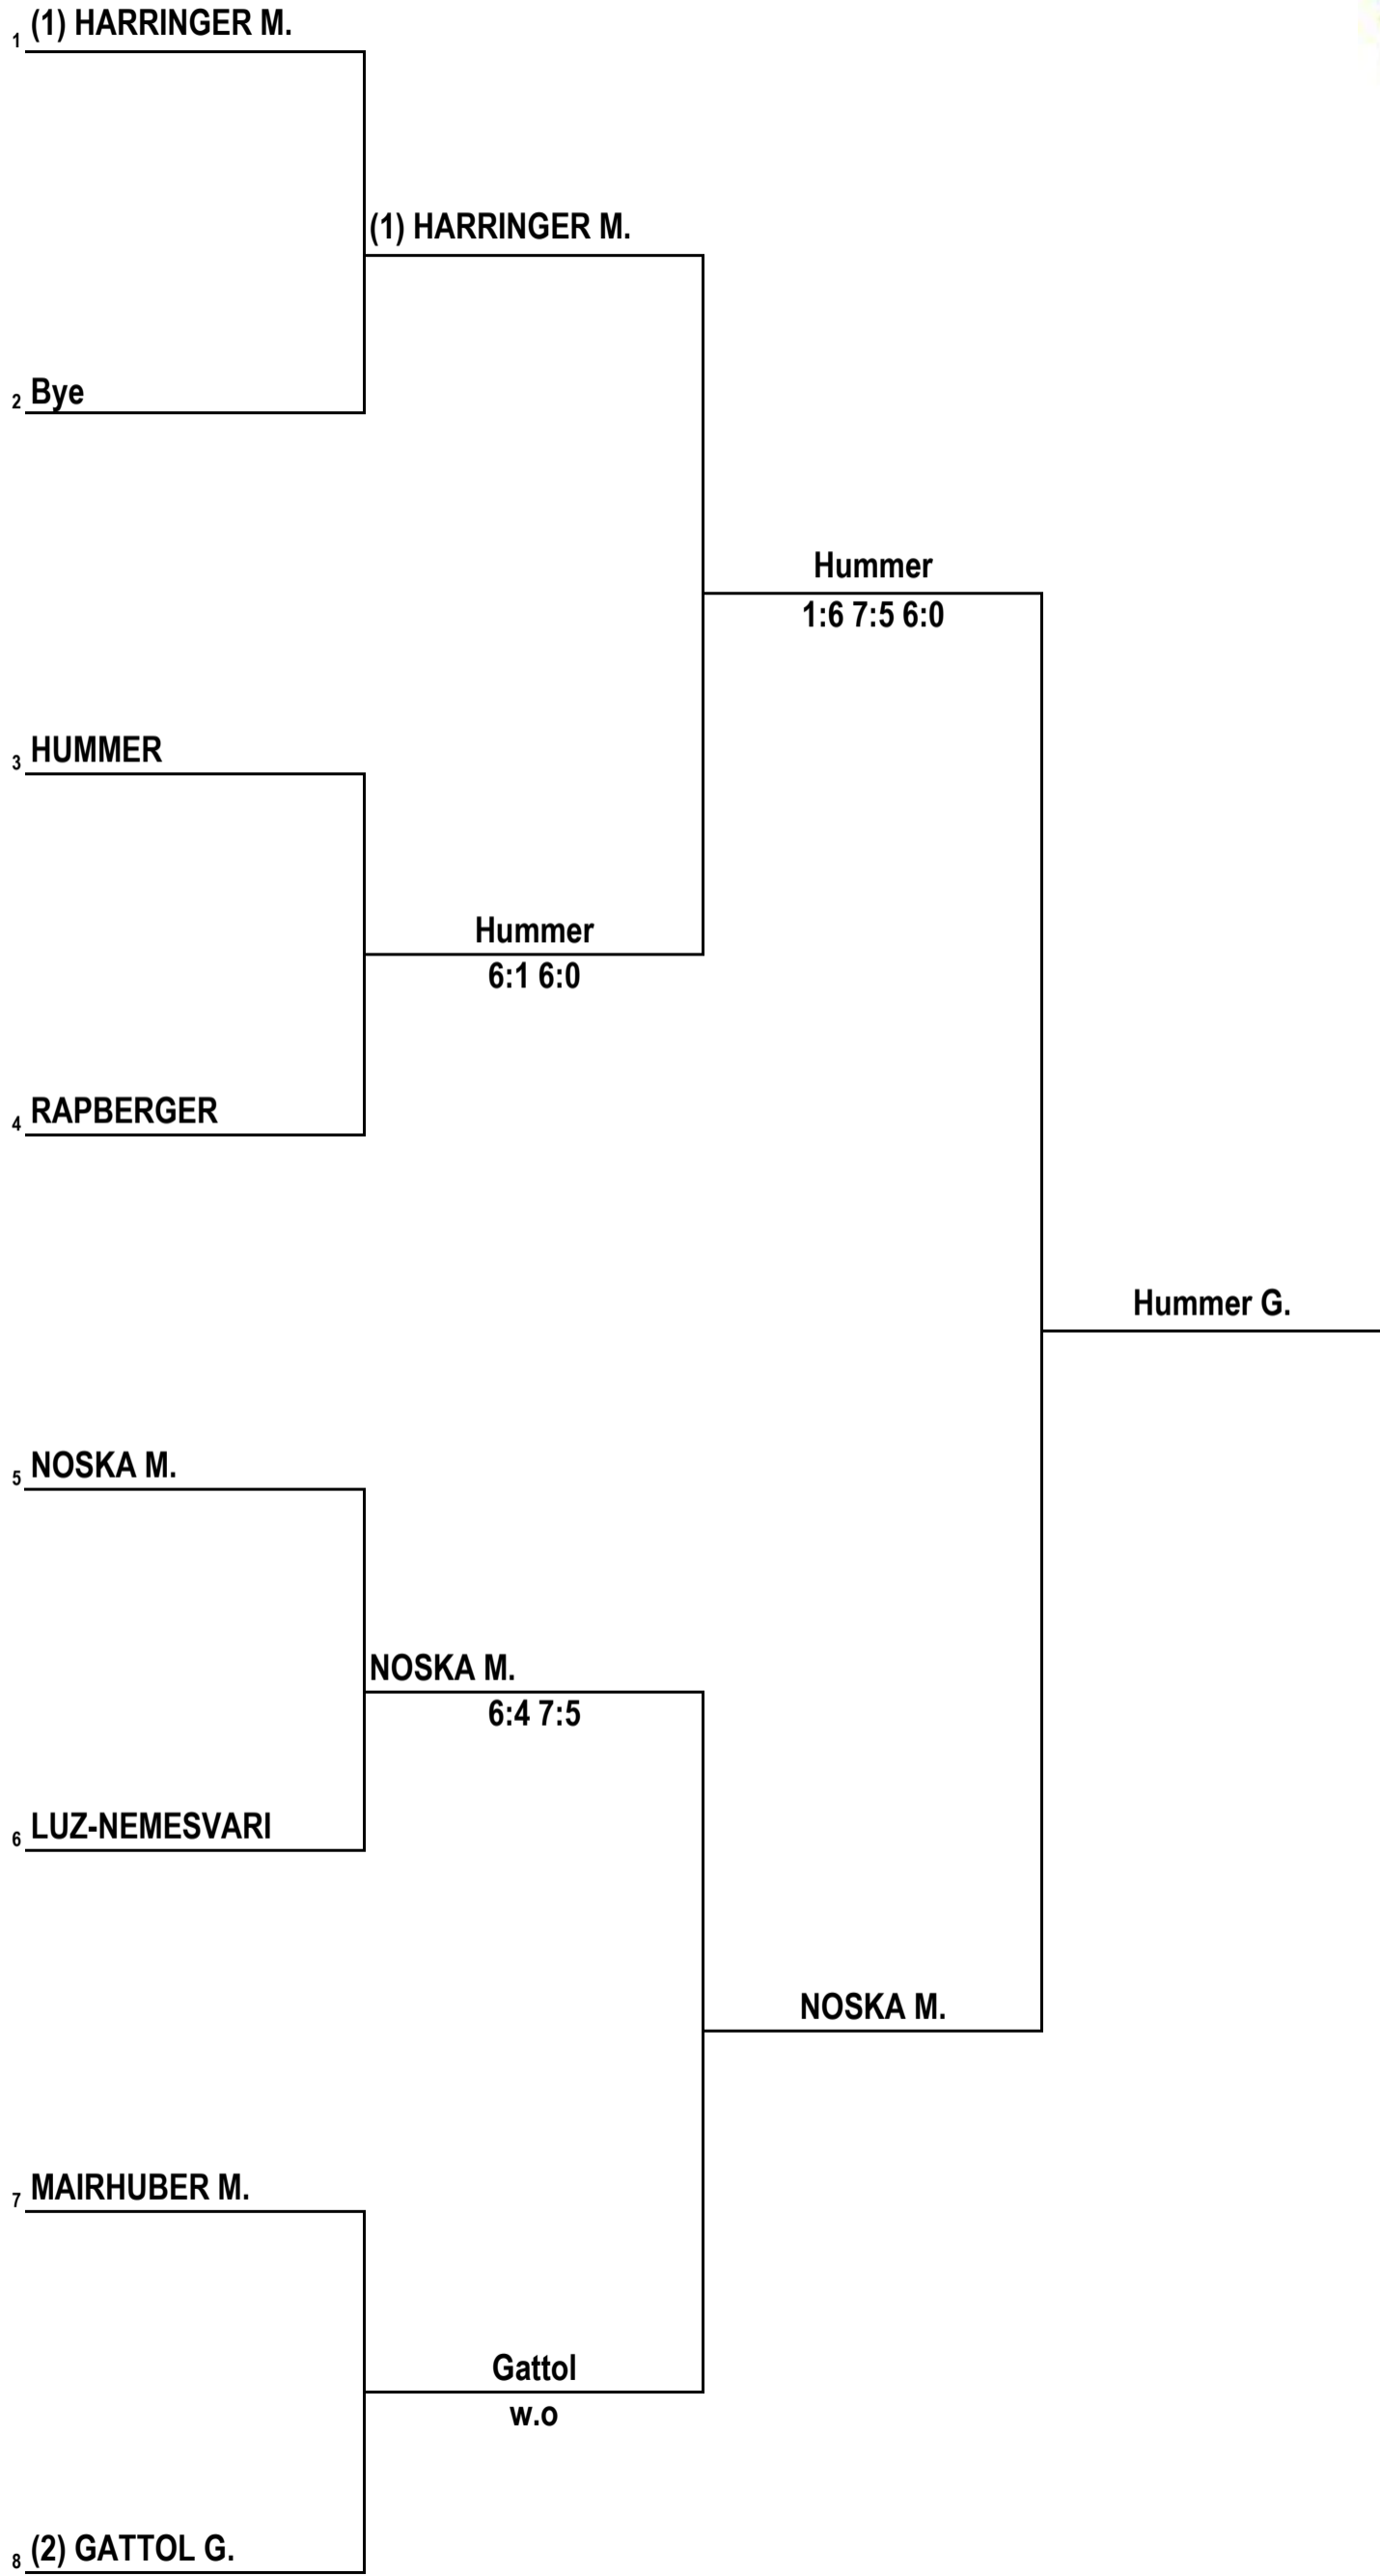 1 (1) HARRINGER M.
(1) HARRINGER M.
2 Bye
Hummer
1:6 7:5 6:0
3 HUMMER
Hummer
6:1 6:0
4 RAPBERGER
Hummer G.
5 NOSKA M.
NOSKA M.
6:4 7:5
6 LUZ-NEMESVARI
NOSKA M.
7 MAIRHUBER M.
Gattol
w.o
8 (2) GATTOL G.